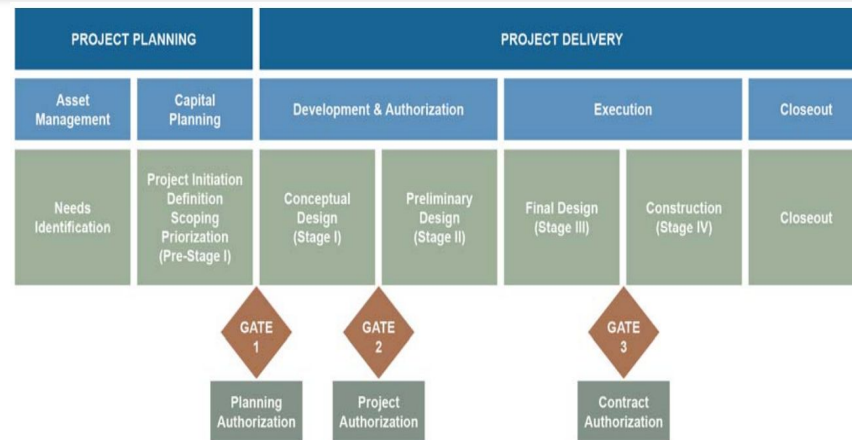 PROJECT PLANNING
PROJECT DELIVERY
Asset
Management
Capital
Planning
Development & Authorization
Execution
Closeout
Needs
Identification
Project Initiation
Definition
Scoping
Priorization
(Pre-Stage I)
Conceptual
Design
(Stage I)
Preliminary
Design
(Stage II)
Final Design
(Stage III)
Construction
(Stage IV)
Closeout
GATE
1
GATE
2
GATE
3
Planning
Authorization
Project
Authorization
Contract
Authorization